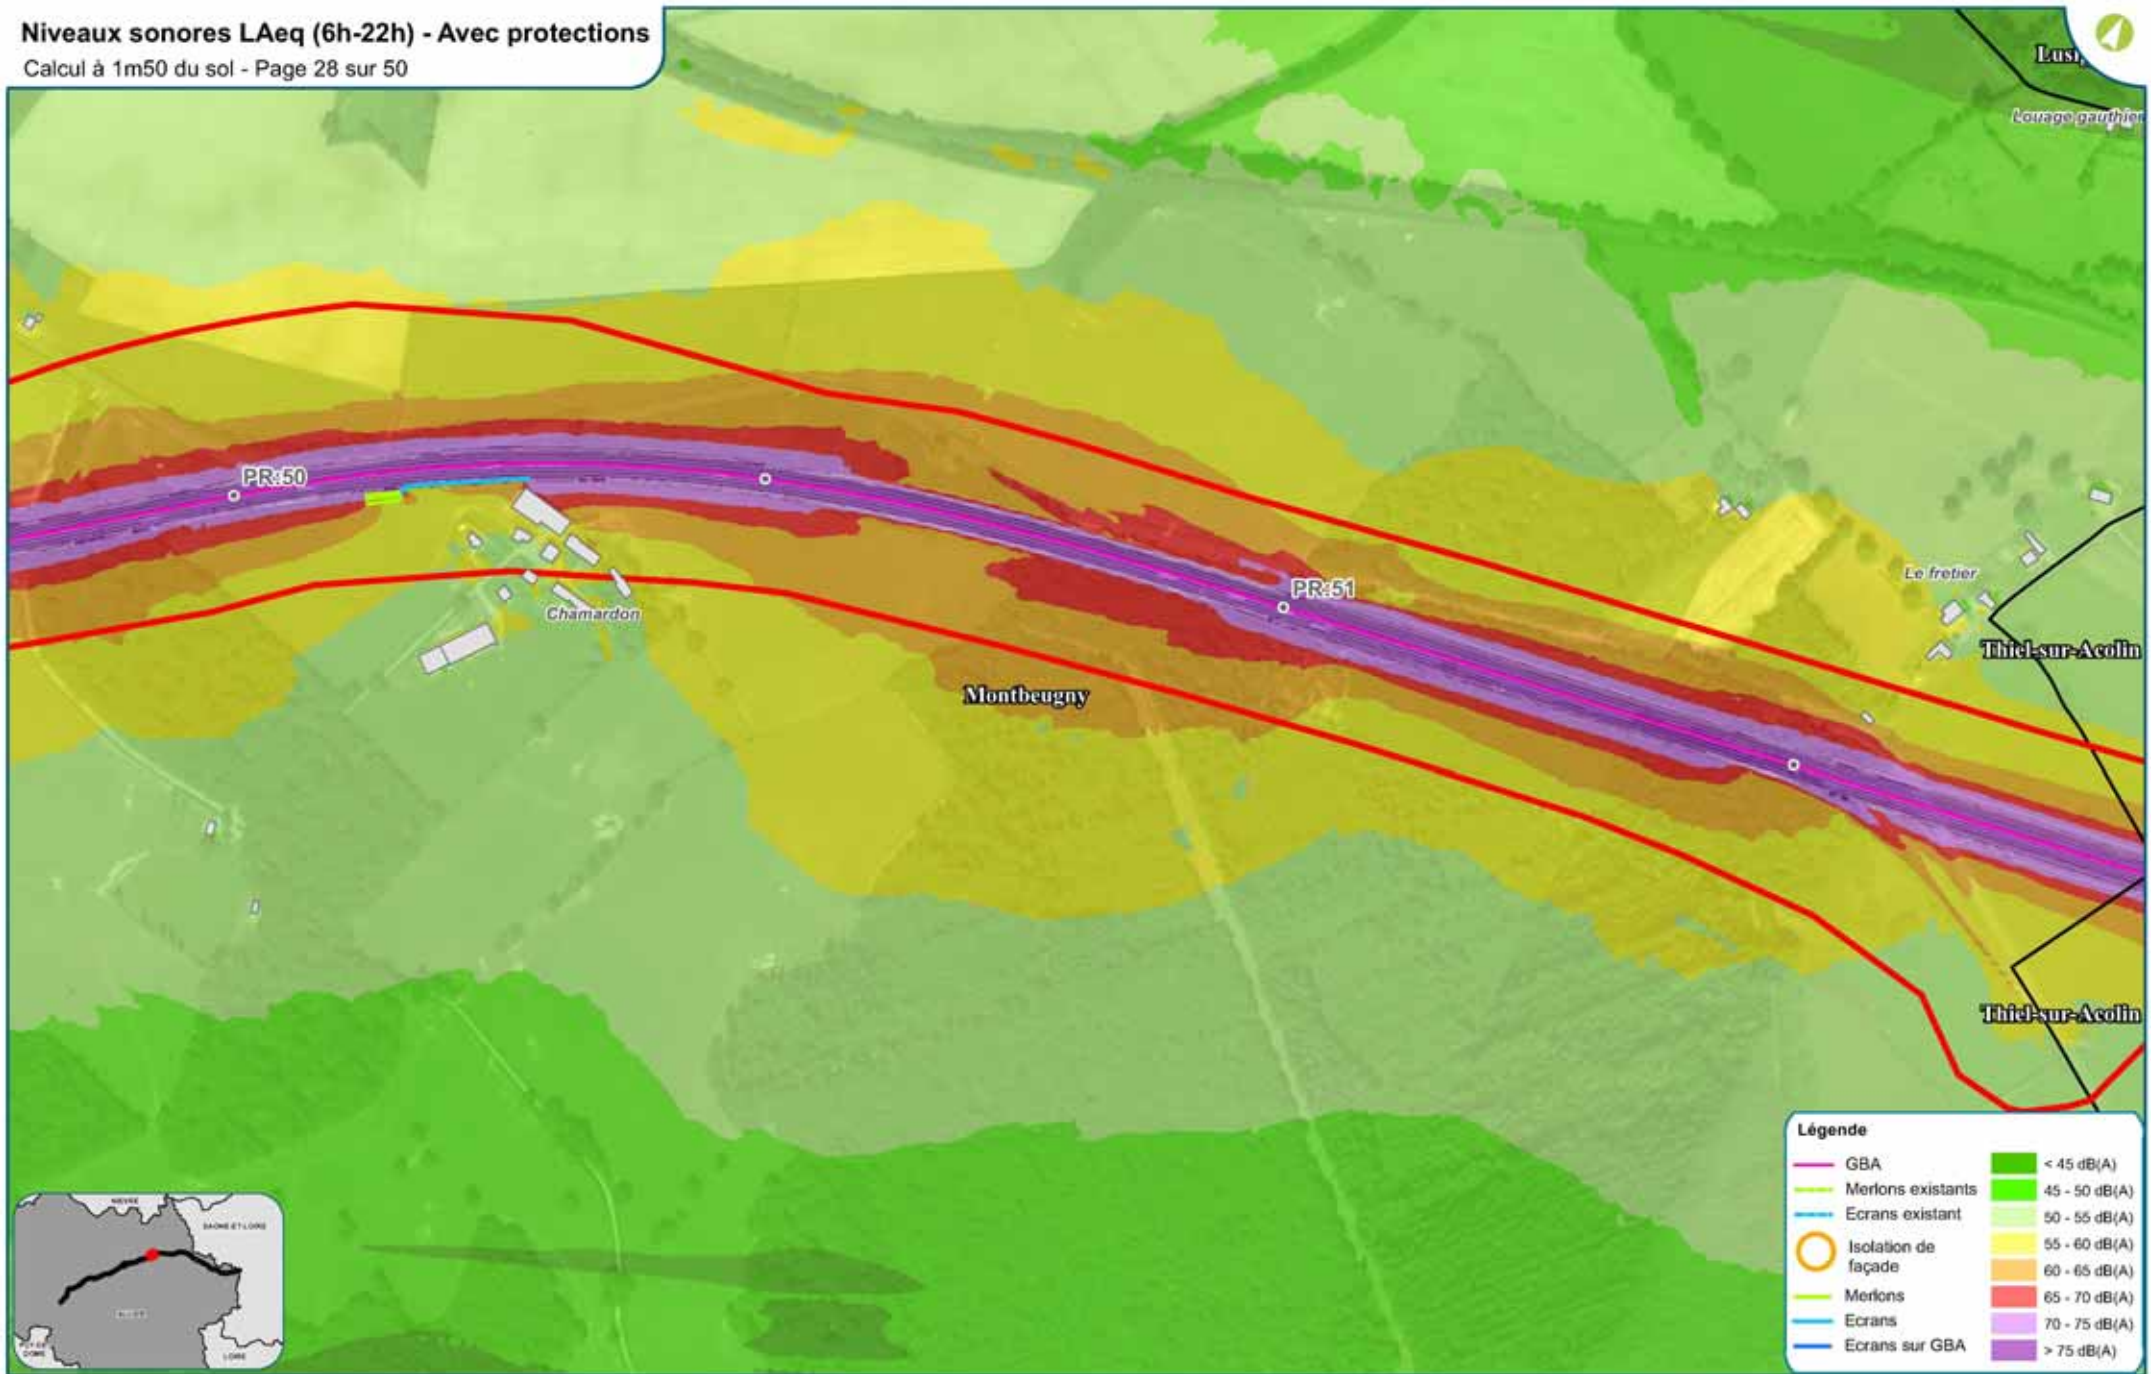 Niveaux sonores LAeq (6h-22h) - Avec protections
Calcul à 1m50 du sol - Page 28 sur 50
Louage gauthier
PR:50
PR:51
Chamardon
Le fretier
Thiel-sur-Acolin
Montbeugny
Thiel-sur-Acolin
Légende
GBA
Merlons existants
Ecrans existant
Isolation de
façade
Merlons
Ecrans
Ecrans sur GBA
< 45 dB(A)
45 - 50 dB(A)
50 - 55 dB(A)
55 - 60 dB(A)
60 - 65 dB(A)
65 - 70 dB(A)
70 - 75 dB(A)
> 75 dB(A)
NIEVRE
SAONE ET LOIRE
ALLIER
PUY DE
DOME
LOIRE